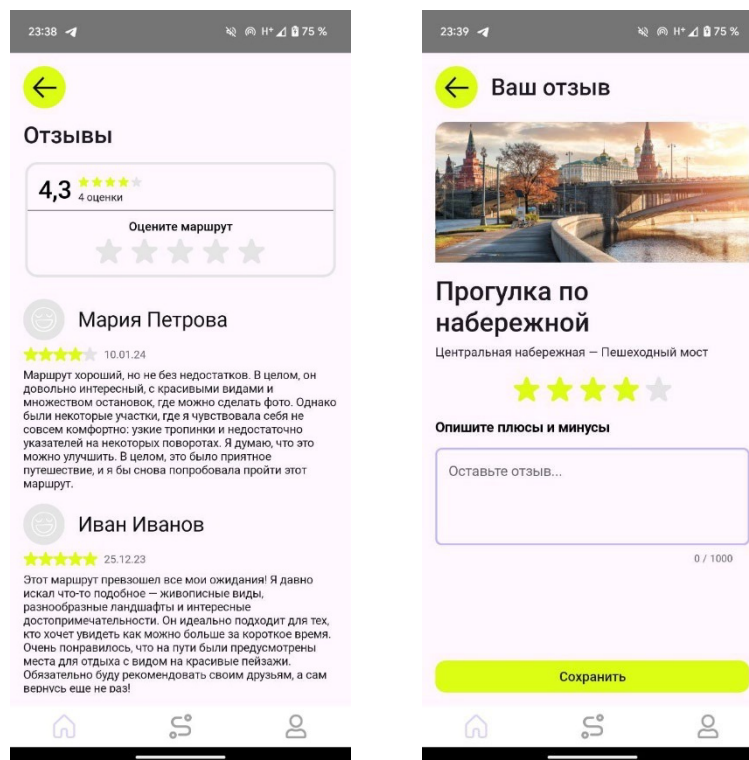 23:38
H+ 75 %
Отзывы
4,3
4 оценки
Оцените маршрут
Мария Петрова
10.01.24
Маршрут хороший, но не без недостатков. В целом, он
довольно интересный, с красивыми видами и
множеством остановок, где можно сделать фото. Однако
были некоторые участки, где я чувствовала себя не
совсем комфортно: узкие тропинки и недостаточно
указателей на некоторых поворотах. Я думаю, что это
можно улучшить. В целом, это было приятное
путешествие, и я бы снова попробовала пройти этот
маршрут.
Иван Иванов
25.12.23
Этот маршрут превзошел все мои ожидания! Я давно
искал что-то подобное — живописные виды,
разнообразные ландшафты и интересные
достопримечательности. Он идеально подходит для тех,
кто хочет увидеть как можно больше за короткое время.
Очень понравилось, что на пути были предусмотрены
места для отдыха с видом на красивые пейзажи.
Обязательно буду рекомендовать своим друзьям, а сам
вернусь еще не раз!
23:39
H+ 75 %
Ваш отзыв
Прогулка по
набережной
Центральная набережная — Пешеходный мост
Опишите плюсы и минусы
Оставьте отзыв...
0 / 1000
Сохранить